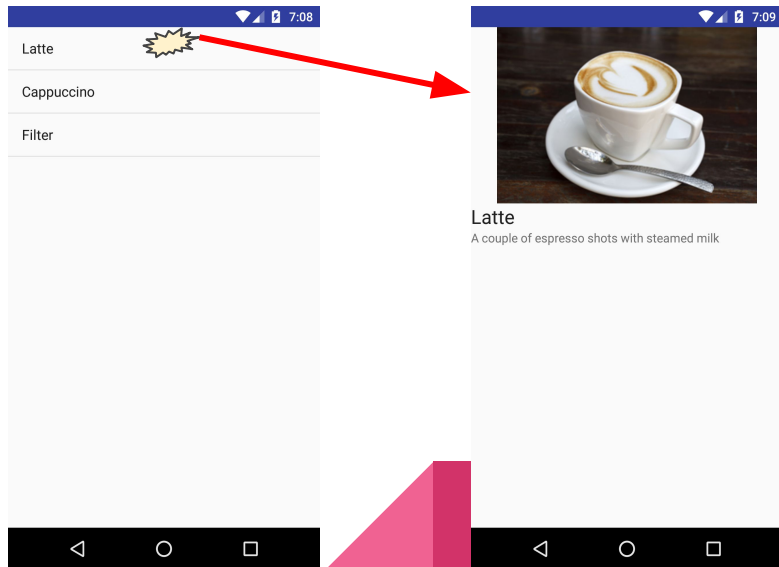 7:08
Latte
Cappuccino
Filter
7:09
Latte
A couple of espresso shots with steamed milk